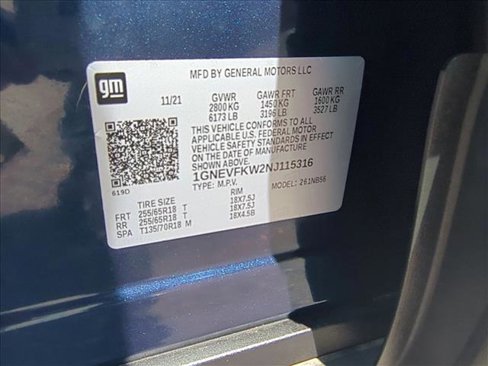 gm
MFD BY GENERAL MOTORS LLC
11/21 GVWR GAWR FRT GAWR RR
2800 KG 1450 KG 1600 KG
6173 LB 3196 LB 3527 LB
THIS VEHICLE CONFORMS TO ALL
APPLICABLE U.S. FEDERAL MOTOR
VEHICLE SAFETY STANDARDS IN EFFECT
ON THE DATE OF MANUFACTURE
SHOWN ABOVE.
1GNEVFKW2NJ115316
619D TYPE: M.P.V. MODEL: 261NB56
TIRE SIZE RIM
FRT 255/65R18 T 18X7.5J
RR 255/65R18 T 18X7.5J
SPA T135/70R18 M 18X4.5B